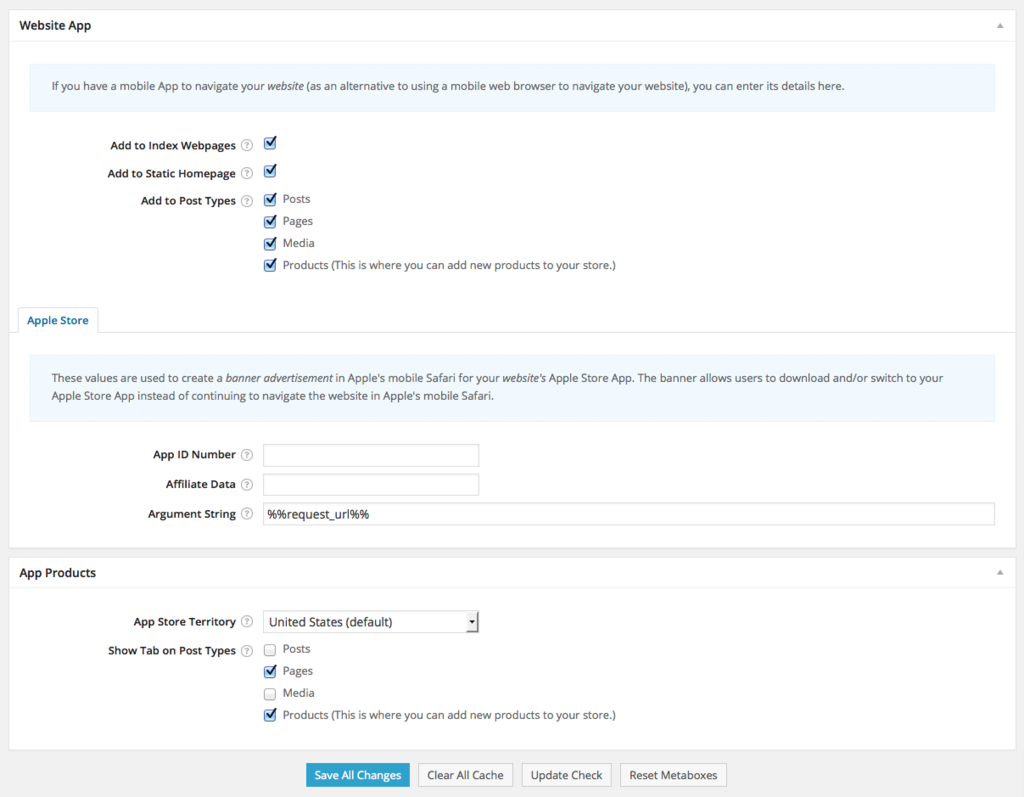 Website App
If you have a mobile App to navigate your website (as an alternative to using a mobile web browser to navigate your website), you can enter its details here.
Add to Index Webpages ?
Add to Static Homepage ?
Add to Post Types ? Posts
Pages
Media
Products (This is where you can add new products to your store.)
Apple Store
These values are used to create a banner advertisement in Apple's mobile Safari for your website's Apple Store App. The banner allows users to download and/or switch to your
Apple Store App instead of continuing to navigate the website in Apple's mobile Safari.
App ID Number ?
Affiliate Data ?
Argument String ? %%request_url%%
App Products
App Store Territory ? United States (default)
Show Tab on Post Types ? Posts
Pages
Media
Products (This is where you can add new products to your store.)
Save All Changes Clear All Cache Update Check Reset Metaboxes